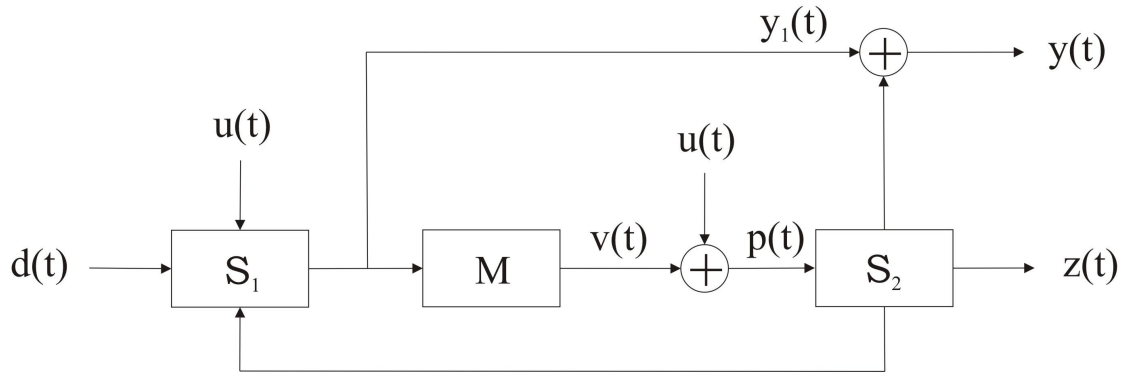 y₁(t)
+
y(t)
u(t)
u(t)
d(t)
S₁
M
v(t)
+
p(t)
S₂
z(t)